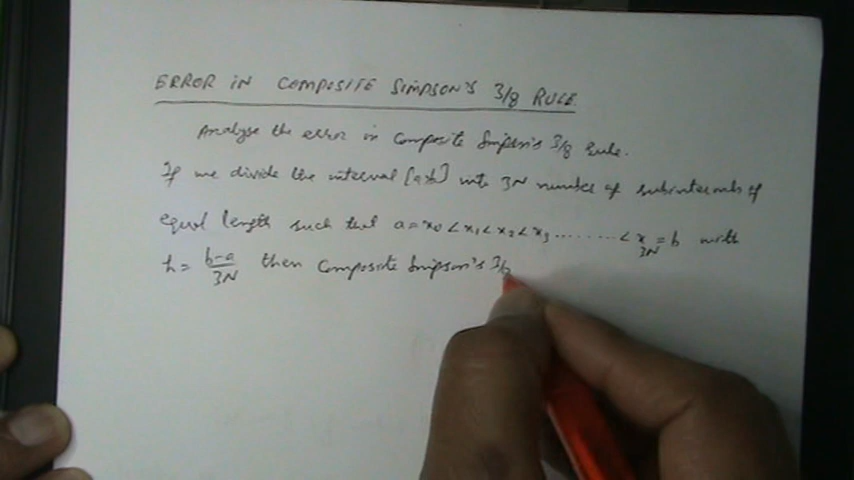 ERROR IN COMPOSITE SIMPSON'S 3/8 RULE
Analyse the error in Composite Simpson's 3/8 Rule.
If we divide the interval [a,b] into 3N number of subintervals of
equal length such that a = x₀ < x₁ < x₂ < x₃ ........ < x₃N = b with
h = (b-a)/3N then Composite Simpson's 3/8